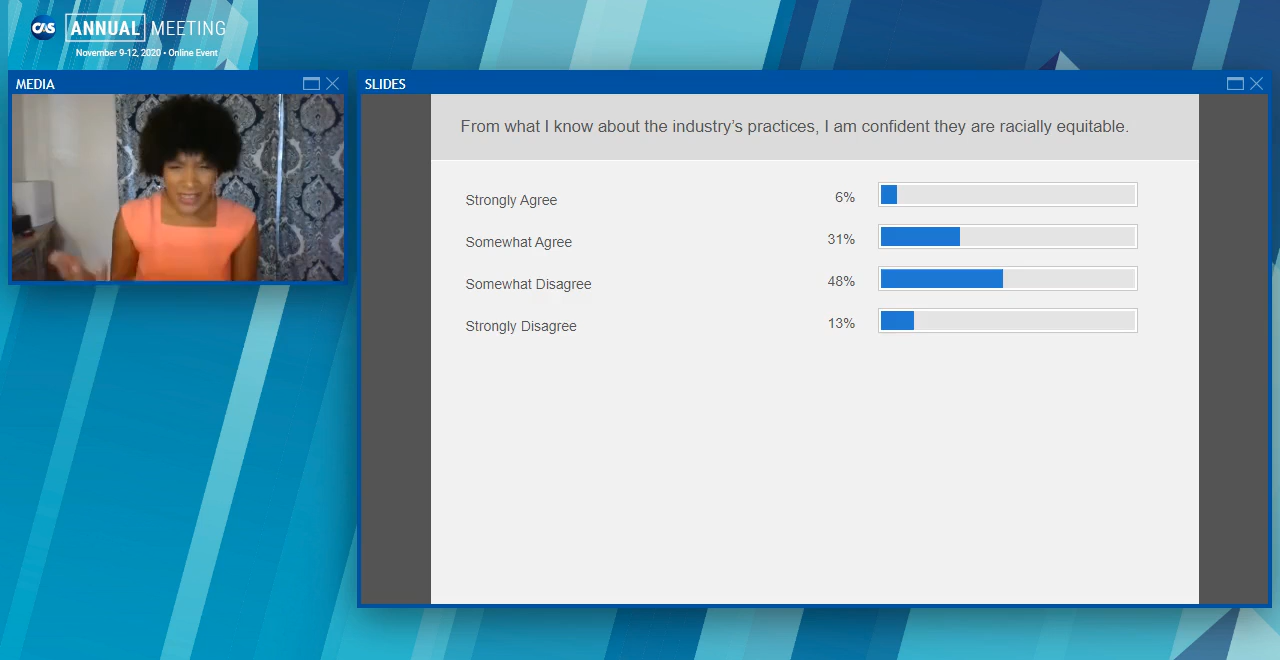 CAS ANNUAL MEETING
November 9-12, 2020 • Online Event
MEDIA
SLIDES
From what I know about the industry's practices, I am confident they are racially equitable.
Strongly Agree 6%
Somewhat Agree 31%
Somewhat Disagree 48%
Strongly Disagree 13%